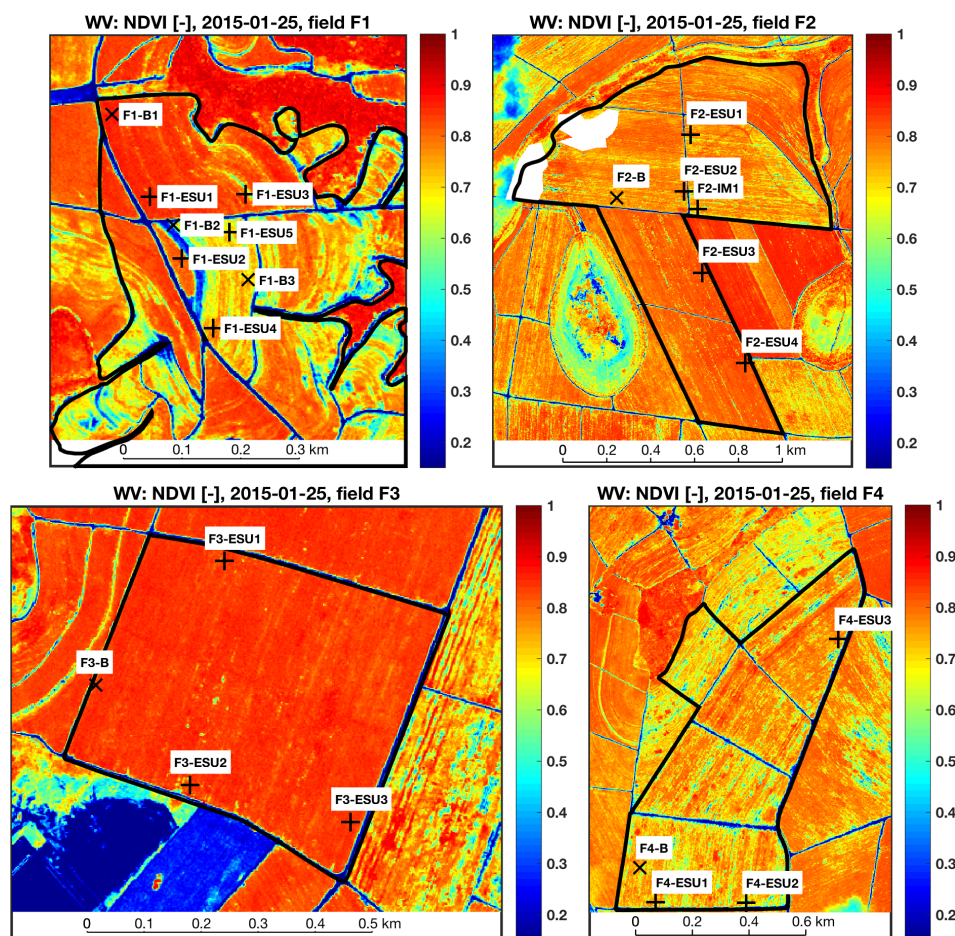 WV: NDVI [-], 2015-01-25, field F1
F1-B1
F1-ESU1
F1-ESU3
F1-B2
F1-ESU5
F1-ESU2
F1-B3
F1-ESU4
0 0.1 0.2 0.3 km
1
0.9
0.8
0.7
0.6
0.5
0.4
0.3
0.2
WV: NDVI [-], 2015-01-25, field F2
F2-ESU1
F2-ESU2
F2-B
F2-IM1
F2-ESU3
F2-ESU4
0 0.2 0.4 0.6 0.8 1 km
1
0.9
0.8
0.7
0.6
0.5
0.4
0.3
0.2
WV: NDVI [-], 2015-01-25, field F3
F3-ESU1
F3-B
F3-ESU2
F3-ESU3
0 0.1 0.2 0.3 0.4 0.5 km
1
0.9
0.8
0.7
0.6
0.5
0.4
0.3
0.2
WV: NDVI [-], 2015-01-25, field F4
F4-ESU3
F4-B
F4-ESU1
F4-ESU2
0 0.2 0.4 0.6 km
1
0.9
0.8
0.7
0.6
0.5
0.4
0.3
0.2